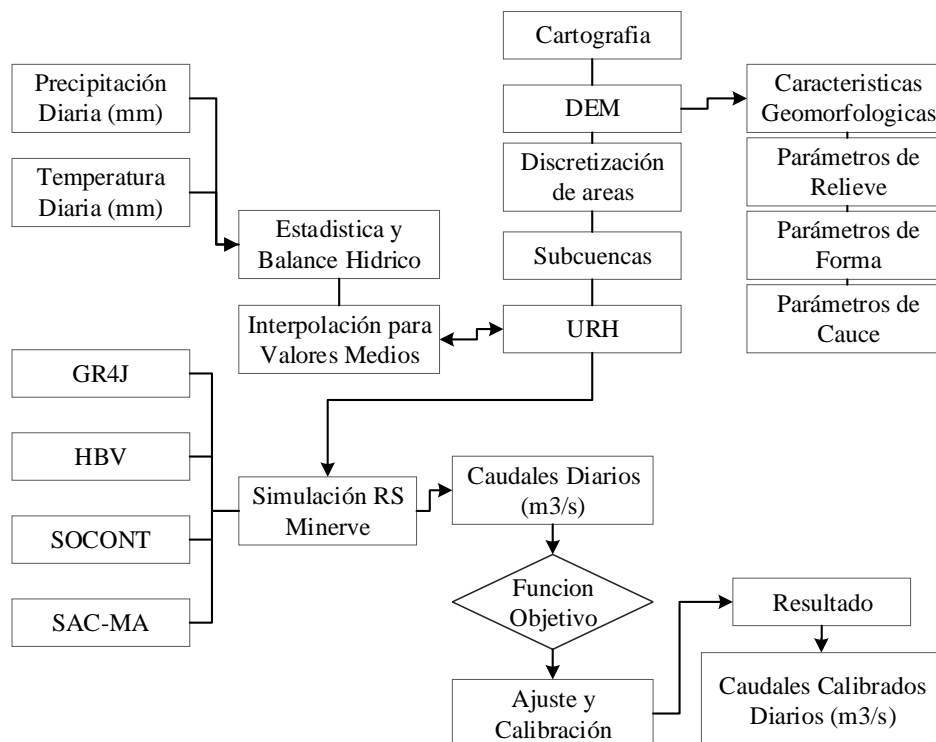 Cartografia
Precipitación
Diaria (mm)
DEM
Caracteristicas
Geomorfologicas
Temperatura
Diaria (mm)
Discretización
de areas
Parámetros de
Relieve
Estadistica y
Balance Hidrico
Subcuencas
Parámetros de
Forma
Interpolación para
Valores Medios
URH
Parámetros de
Cauce
GR4J
HBV
SOCONT
SAC-MA
Simulación RS
Minerve
Caudales Diarios
(m3/s)
Funcion
Objetivo
Ajuste y
Calibración
Resultado
Caudales Calibrados
Diarios (m3/s)